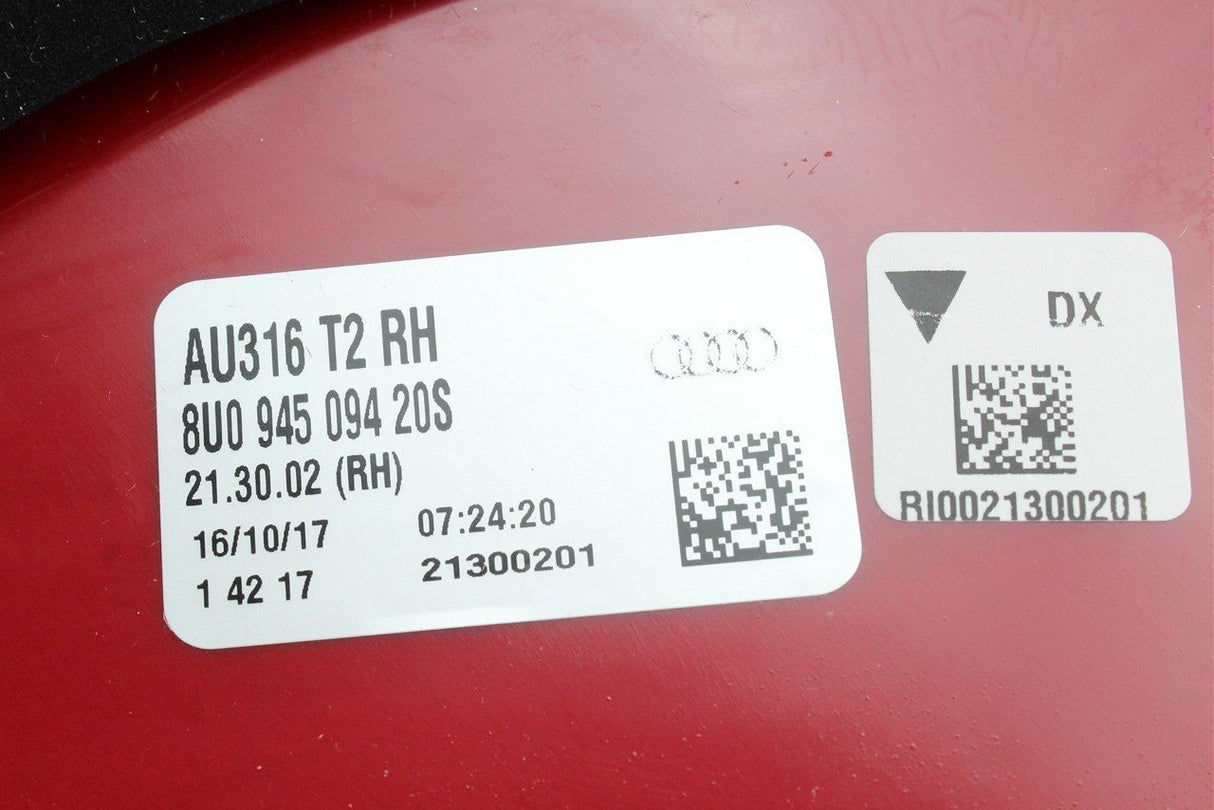 AU316 T2 RH
8U0 945 094 20S
21.30.02 (RH)
16/10/17 07:24:20
1 42 17 21300201
DX
RI0021300201